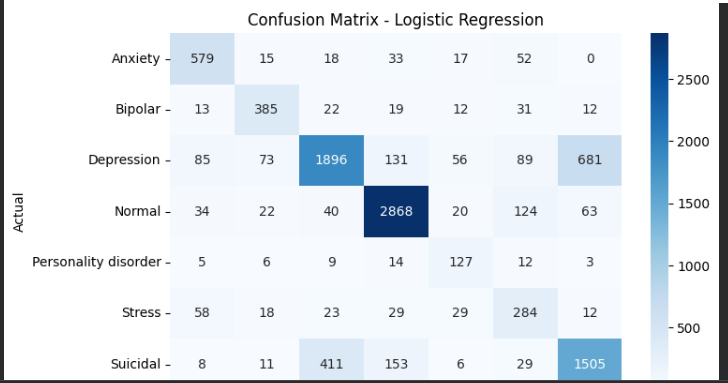 Confusion Matrix - Logistic Regression
Anxiety 579 15 18 33 17 52 0
Bipolar 13 385 22 19 12 31 12
Depression 85 73 1896 131 56 89 681
Normal 34 22 40 2868 20 124 63
Personality disorder 5 6 9 14 127 12 3
Stress 58 18 23 29 29 284 12
Suicidal 8 11 411 153 6 29 1505
Actual
2500
2000
1500
1000
500